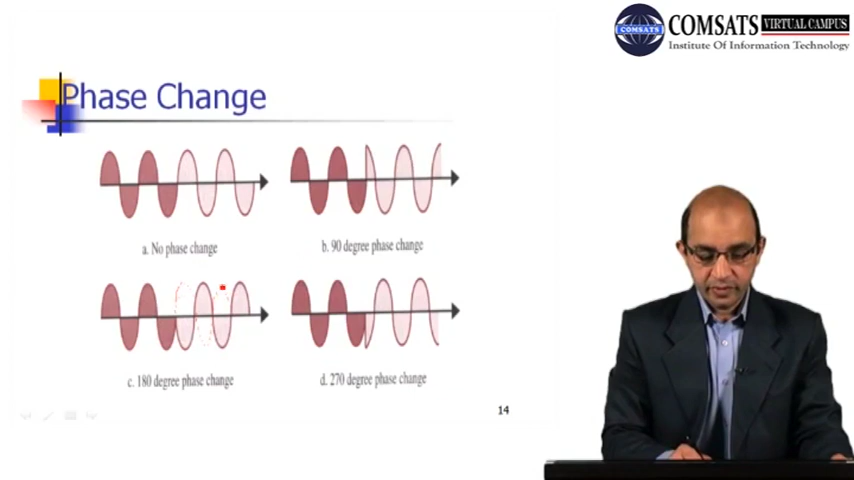 COMSATS VIRTUAL CAMPUS
COMSATS
Institute Of Information Technology
Phase Change
a. No phase change
b. 90 degree phase change
c. 180 degree phase change
d. 270 degree phase change
14